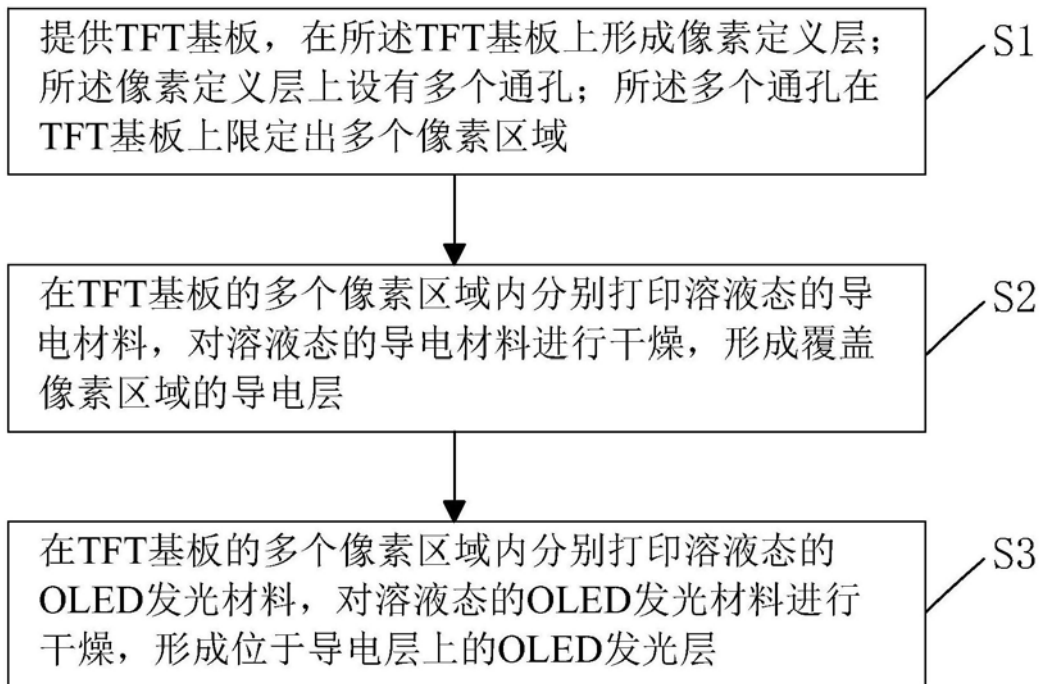 提供TFT基板，在所述TFT基板上形成像素定义层；
所述像素定义层上设有多个通孔；所述多个通孔在
TFT基板上限定出多个像素区域
S1
在TFT基板的多个像素区域内分别打印溶液态的导
电材料，对溶液态的导电材料进行干燥，形成覆盖
像素区域的导电层
S2
在TFT基板的多个像素区域内分别打印溶液态的
OLED发光材料，对溶液态的OLED发光材料进行
干燥，形成位于导电层上的OLED发光层
S3